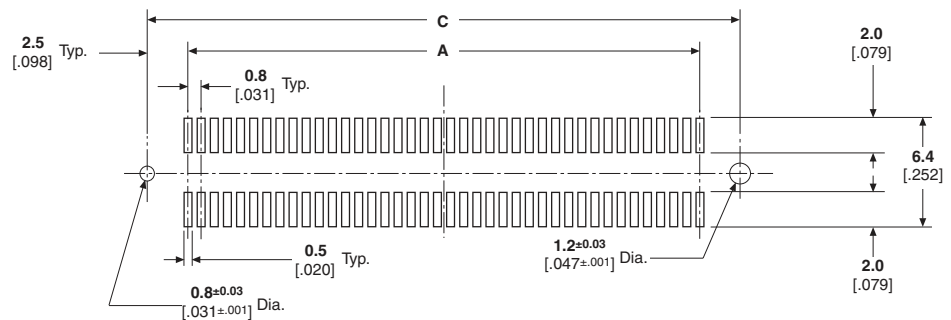 C
2.5
[.098] Typ.
A
2.0
[.079]
0.8
[.031] Typ.
6.4
[.252]
0.5
[.020] Typ.
1.2±0.03
[.047±.001] Dia.
2.0
[.079]
0.8±0.03
[.031±.001] Dia.